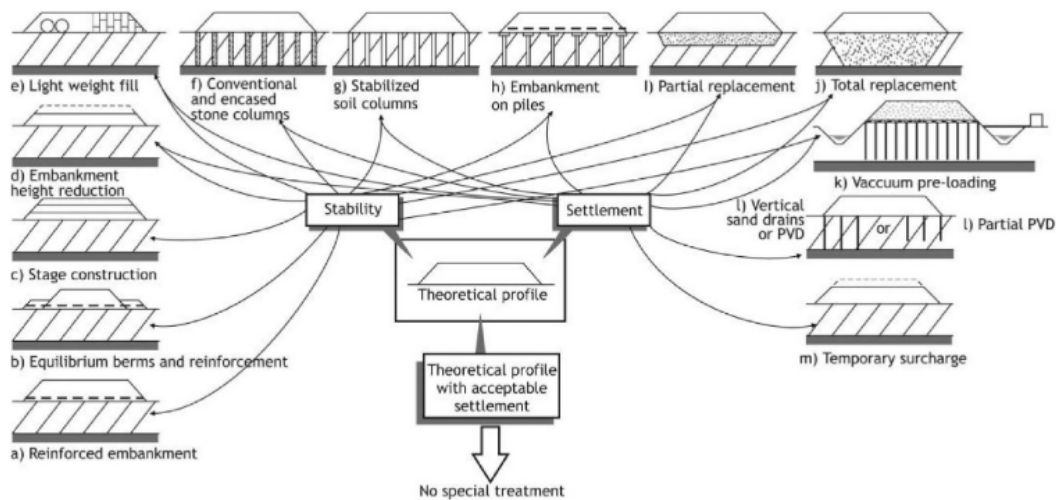 e) Light weight fill
f) Conventional
and encased
stone columns
g) Stabilized
soil columns
h) Embankment
on piles
l) Partial replacement
j) Total replacement
d) Embankment
height reduction
k) Vaccuum pre-loading
Stability
Settlement
l) Vertical
sand drains
or PVD
or
l) Partial PVD
c) Stage construction
Theoretical profile
b) Equilibrium berms and reinforcement
m) Temporary surcharge
Theoretical profile
with acceptable
settlement
a) Reinforced embankment
No special treatment